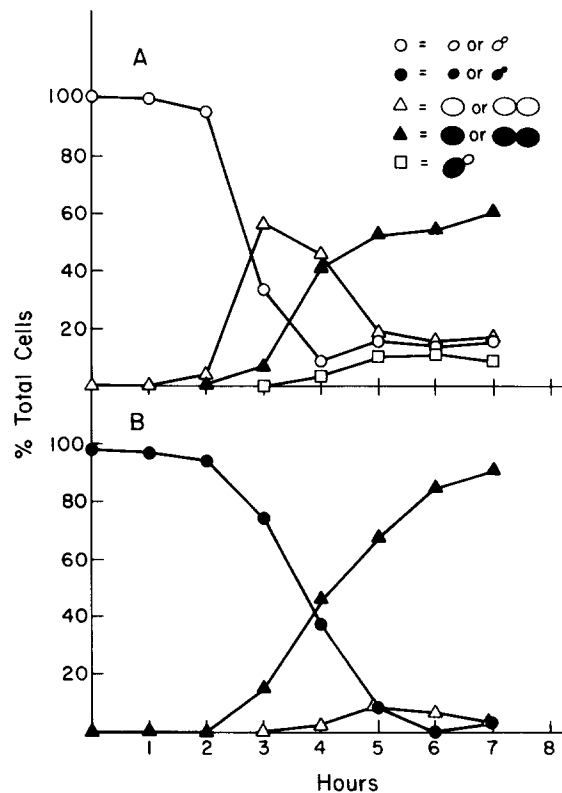 A
= or
= or
= or
= or
=
100
80
60
40
20
% Total Cells
B
100
80
60
40
20
1 2 3 4 5 6 7 8
Hours